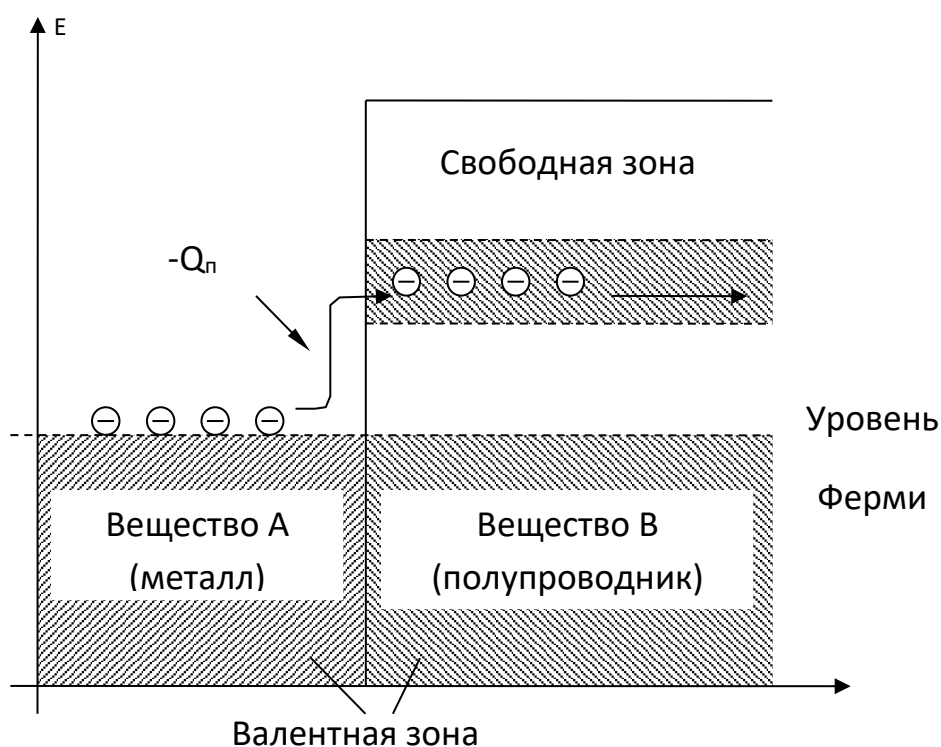 E
Свободная зона
-Qп
Уровень
Ферми
Вещество А
(металл)
Вещество В
(полупроводник)
Валентная зона